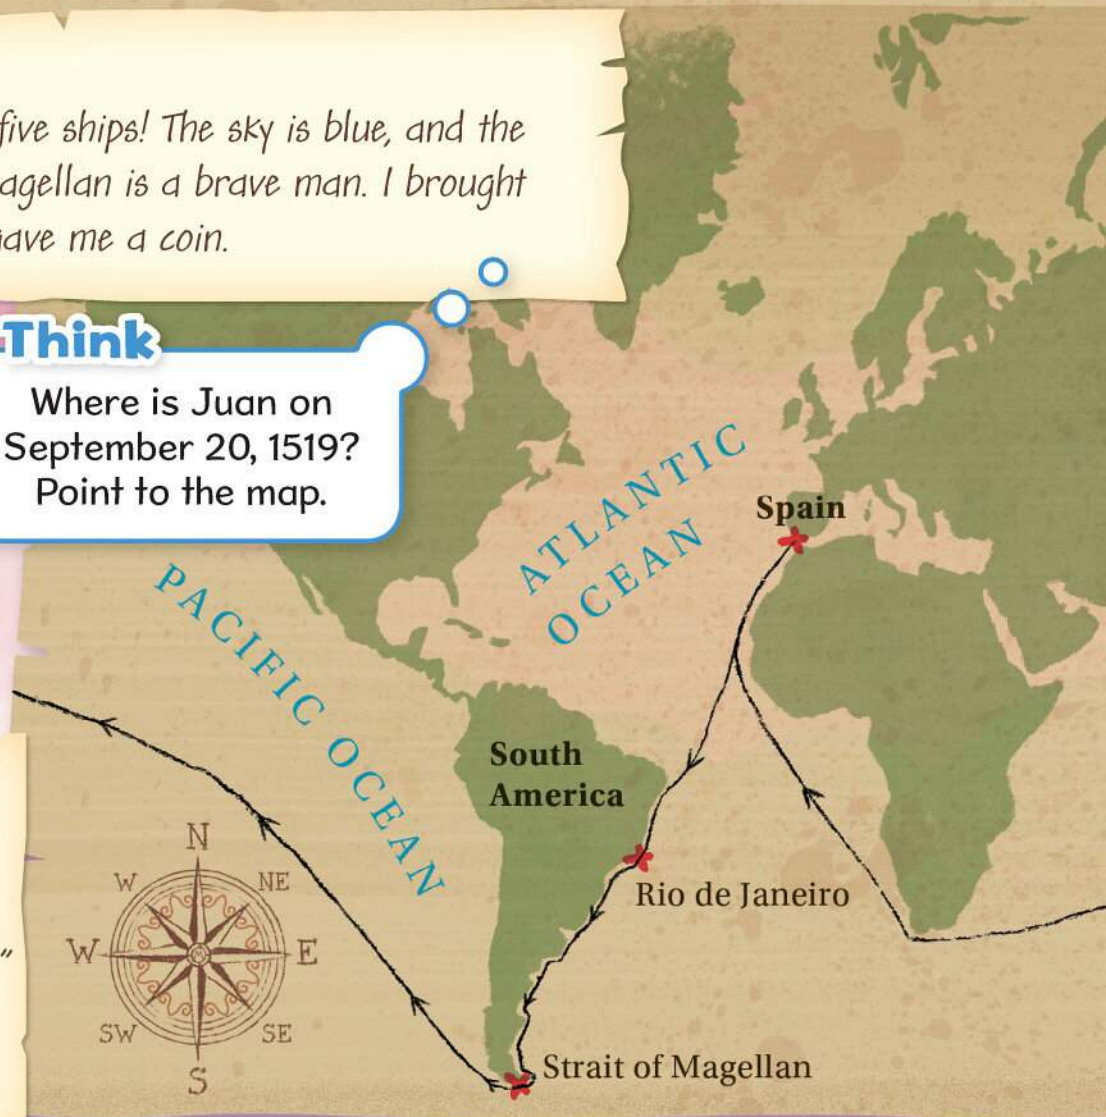 five ships! The sky is blue, and the
agellan is a brave man. I brought
ave me a coin.
Think
Where is Juan on
September 20, 1519?
Point to the map.
ATLANTIC
OCEAN
Spain
PACIFIC OCEAN
South
America
Rio de Janeiro
Strait of Magellan
N
W
NE
W
E
SW
SE
S
"